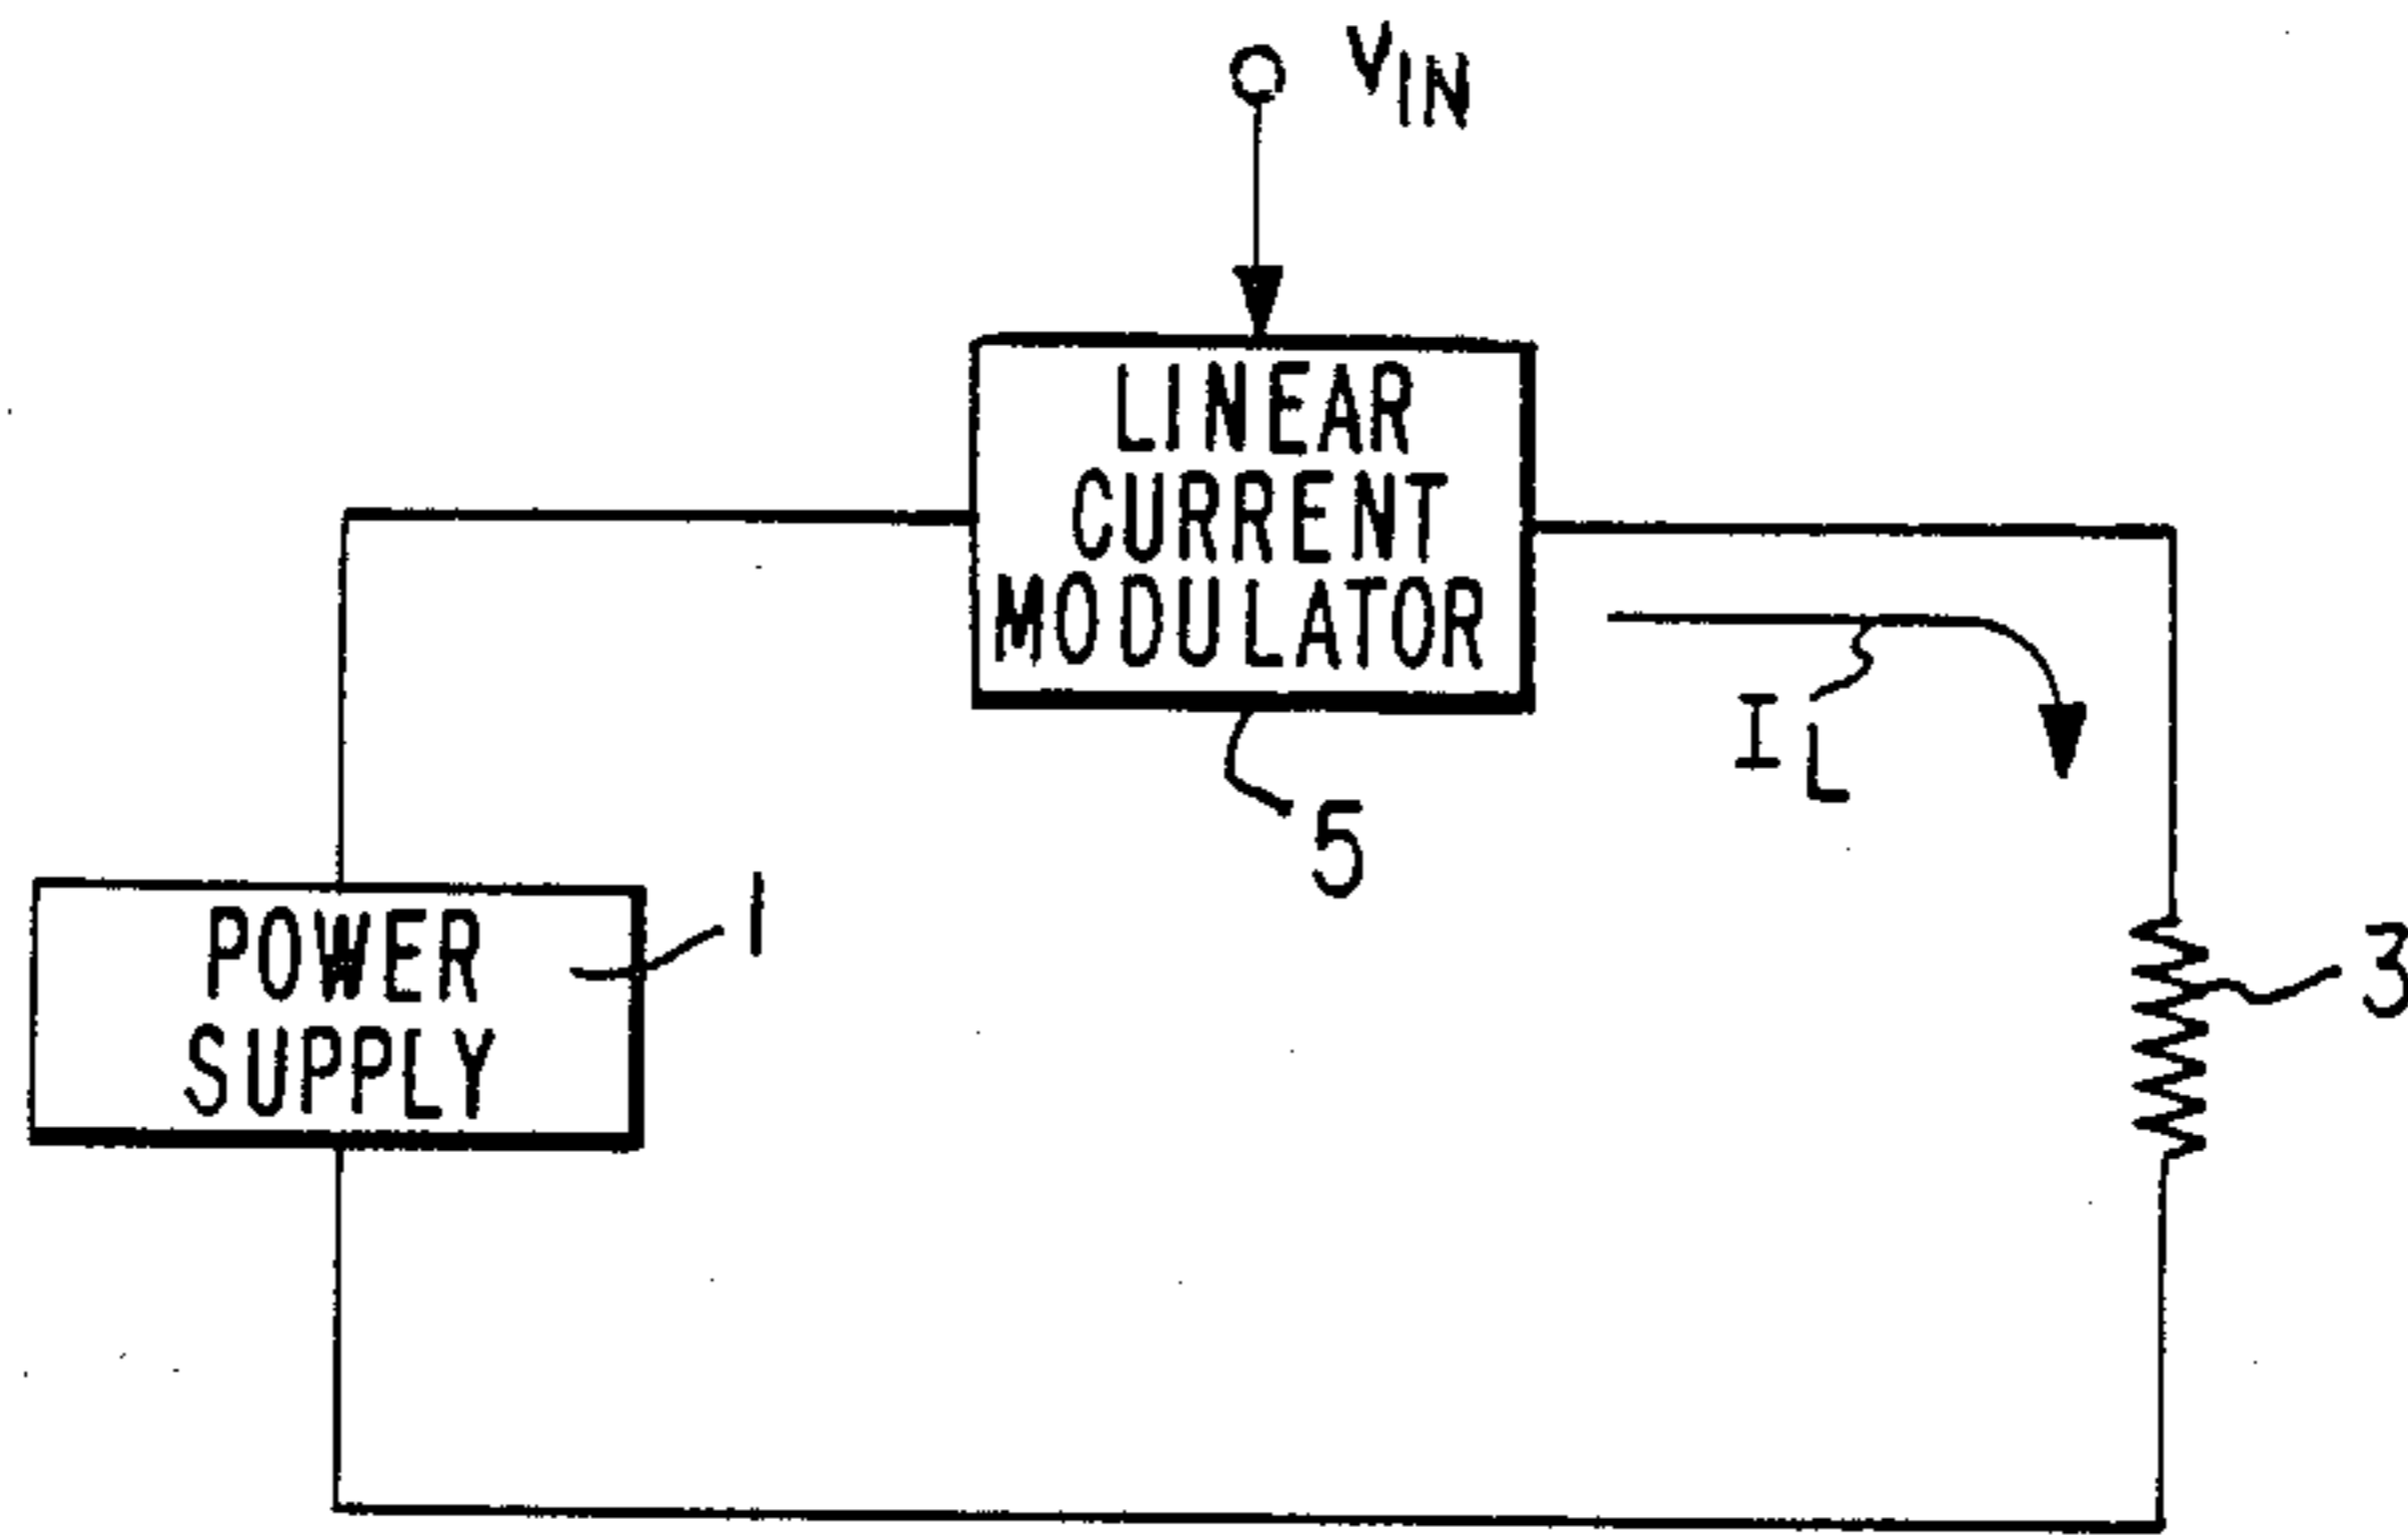 VIN
LINEAR
CURRENT
MODULATOR
IL
5
POWER
SUPPLY
1
3